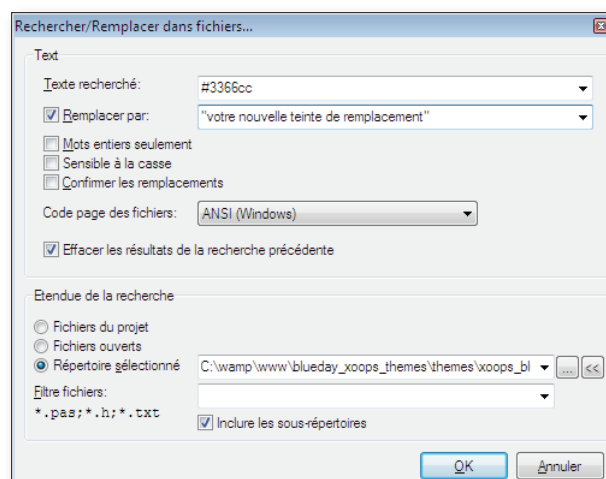 Rechercher/Remplacer dans fichiers...
Text
Texte recherché: #3366cc
Remplacer par: "votre nouvelle teinte de remplacement"
Mots entiers seulement
Sensible à la casse
Confirmer les remplacements
Code page des fichiers: ANSI (Windows)
Effacer les résultats de la recherche précédente
Etendue de la recherche
Fichiers du projet
Fichiers ouverts
Répertoire sélectionné C:\wamp\www\blueday_xoops_themes\themes\xoops_bl ... <<
Filtre fichiers:
*.pas;*.h;*.txt
Inclure les sous-répertoires
OK Annuler